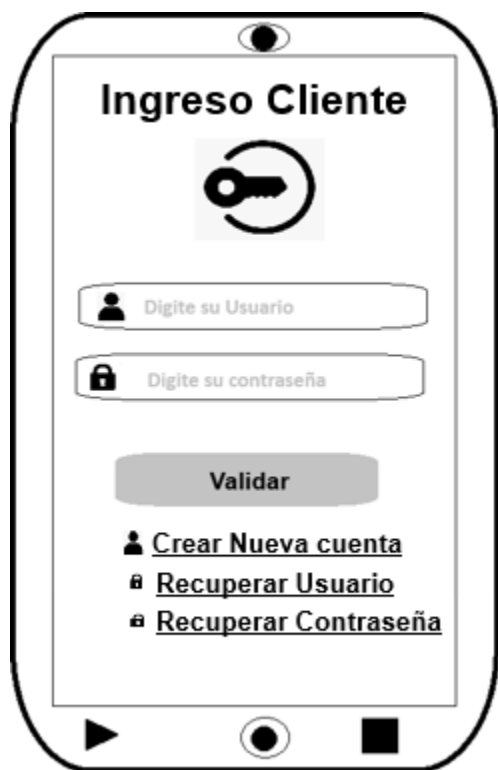 Ingreso Cliente
Digite su Usuario
Digite su contraseña
Validar
Crear Nueva cuenta
Recuperar Usuario
Recuperar Contraseña